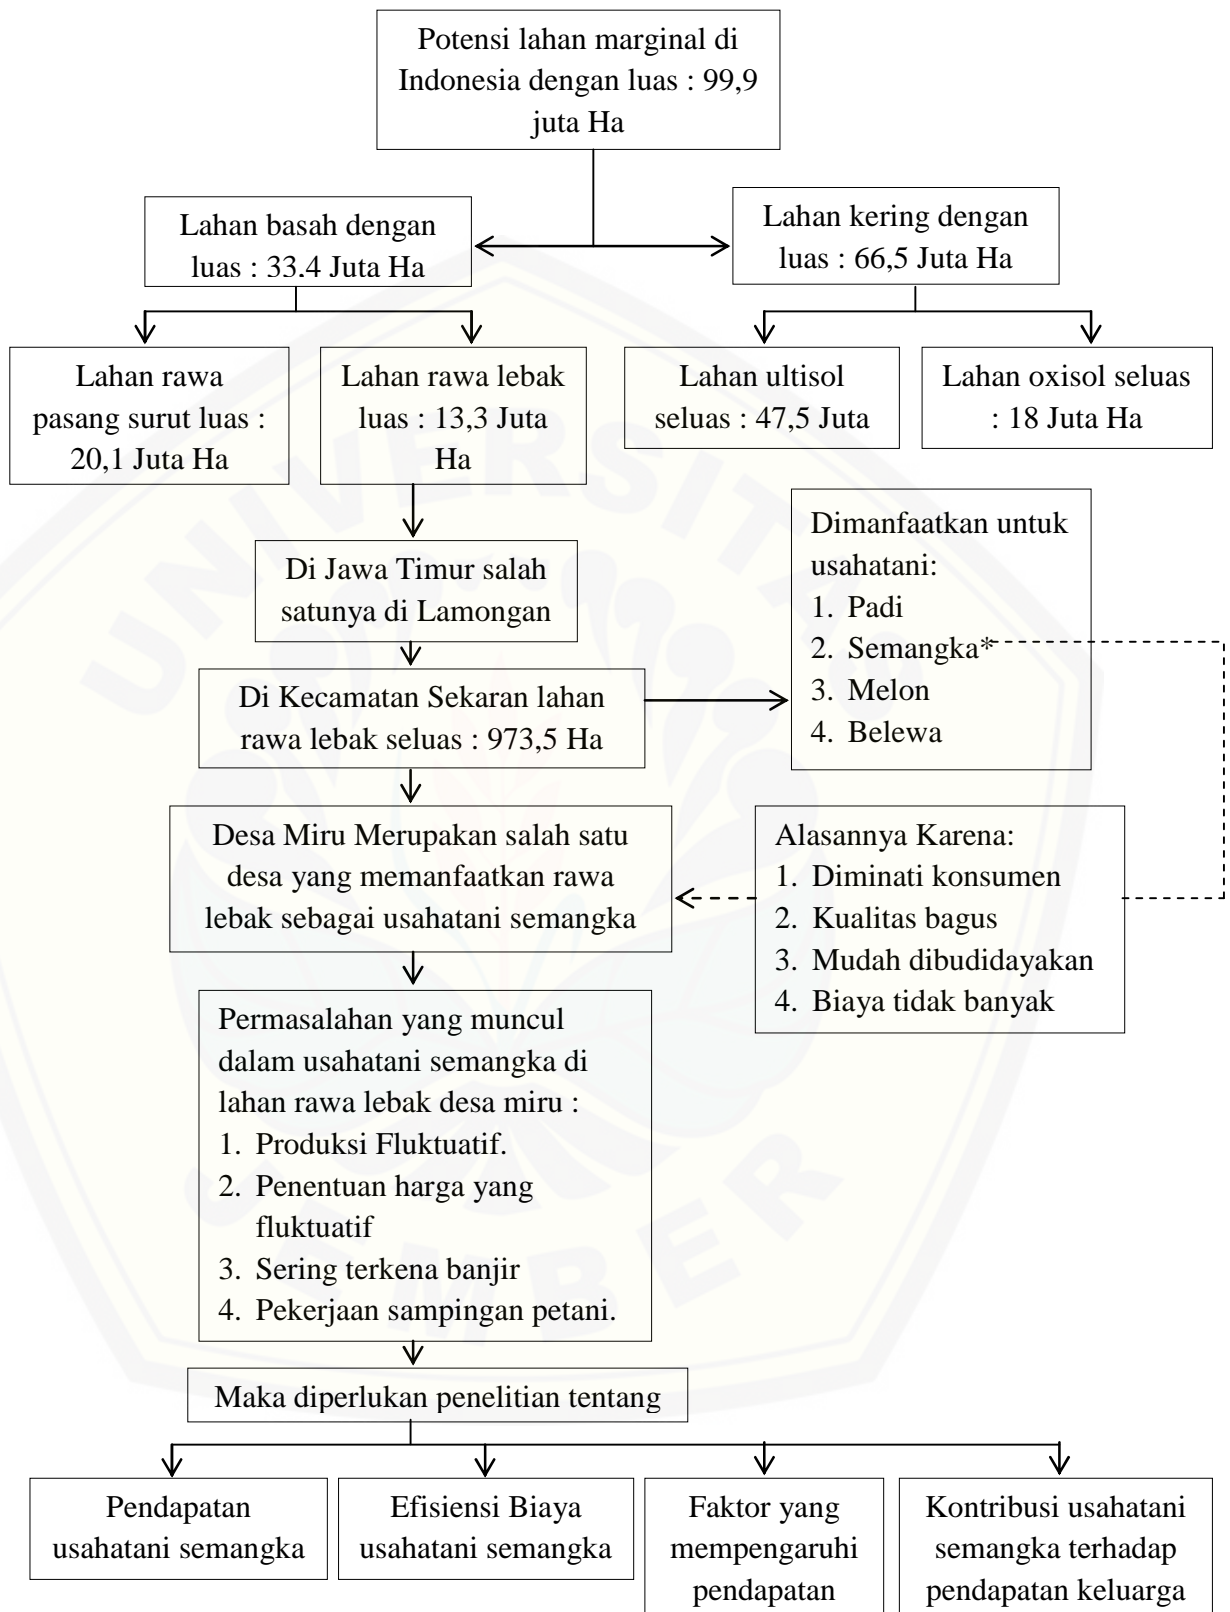 Potensi lahan marginal di
Indonesia dengan luas : 99,9
juta Ha
Lahan basah dengan
luas : 33,4 Juta Ha
Lahan kering dengan
luas : 66,5 Juta Ha
Lahan rawa
pasang surut luas :
20,1 Juta Ha
Lahan rawa lebak
luas : 13,3 Juta
Ha
Lahan ultisol
seluas : 47,5 Juta
Lahan oxisol seluas
: 18 Juta Ha
Di Jawa Timur salah
satunya di Lamongan
Dimanfaatkan untuk
usahatani:
1. Padi
2. Semangka*
3. Melon
4. Belewa
Di Kecamatan Sekaran lahan
rawa lebak seluas : 973,5 Ha
Desa Miru Merupakan salah satu
desa yang memanfaatkan rawa
lebak sebagai usahatani semangka
Alasannya Karena:
1. Diminati konsumen
2. Kualitas bagus
3. Mudah dibudidayakan
4. Biaya tidak banyak
Permasalahan yang muncul
dalam usahatani semangka di
lahan rawa lebak desa miru :
1. Produksi Fluktuatif.
2. Penentuan harga yang
fluktuatif
3. Sering terkena banjir
4. Pekerjaan sampingan petani.
Maka diperlukan penelitian tentang
Pendapatan
usahatani semangka
Efisiensi Biaya
usahatani semangka
Faktor yang
mempengaruhi
pendapatan
Kontribusi usahatani
semangka terhadap
pendapatan keluarga
UNIVERSITAS
JEMBER